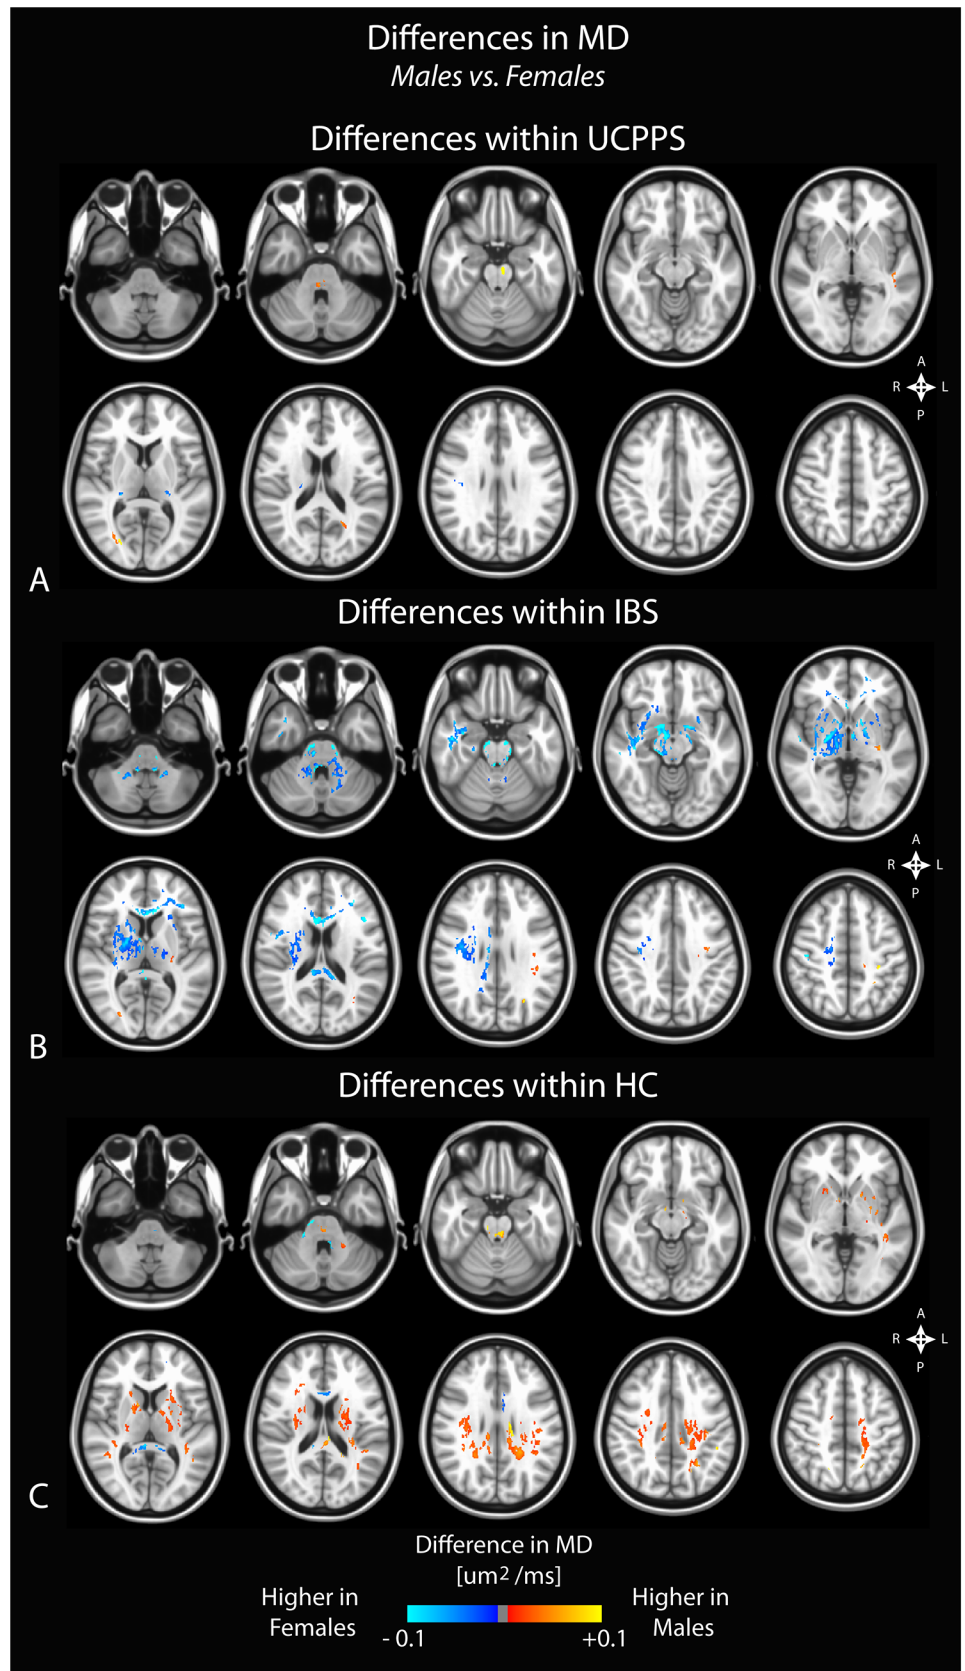 Differences in MD
Males vs. Females
Differences within UCPPS
A
R L
P
A
Differences within IBS
A
R L
P
B
Differences within HC
A
R L
P
C
Difference in MD
[um2 /ms]
Higher in
Females
Higher in
Males
- 0.1
+0.1